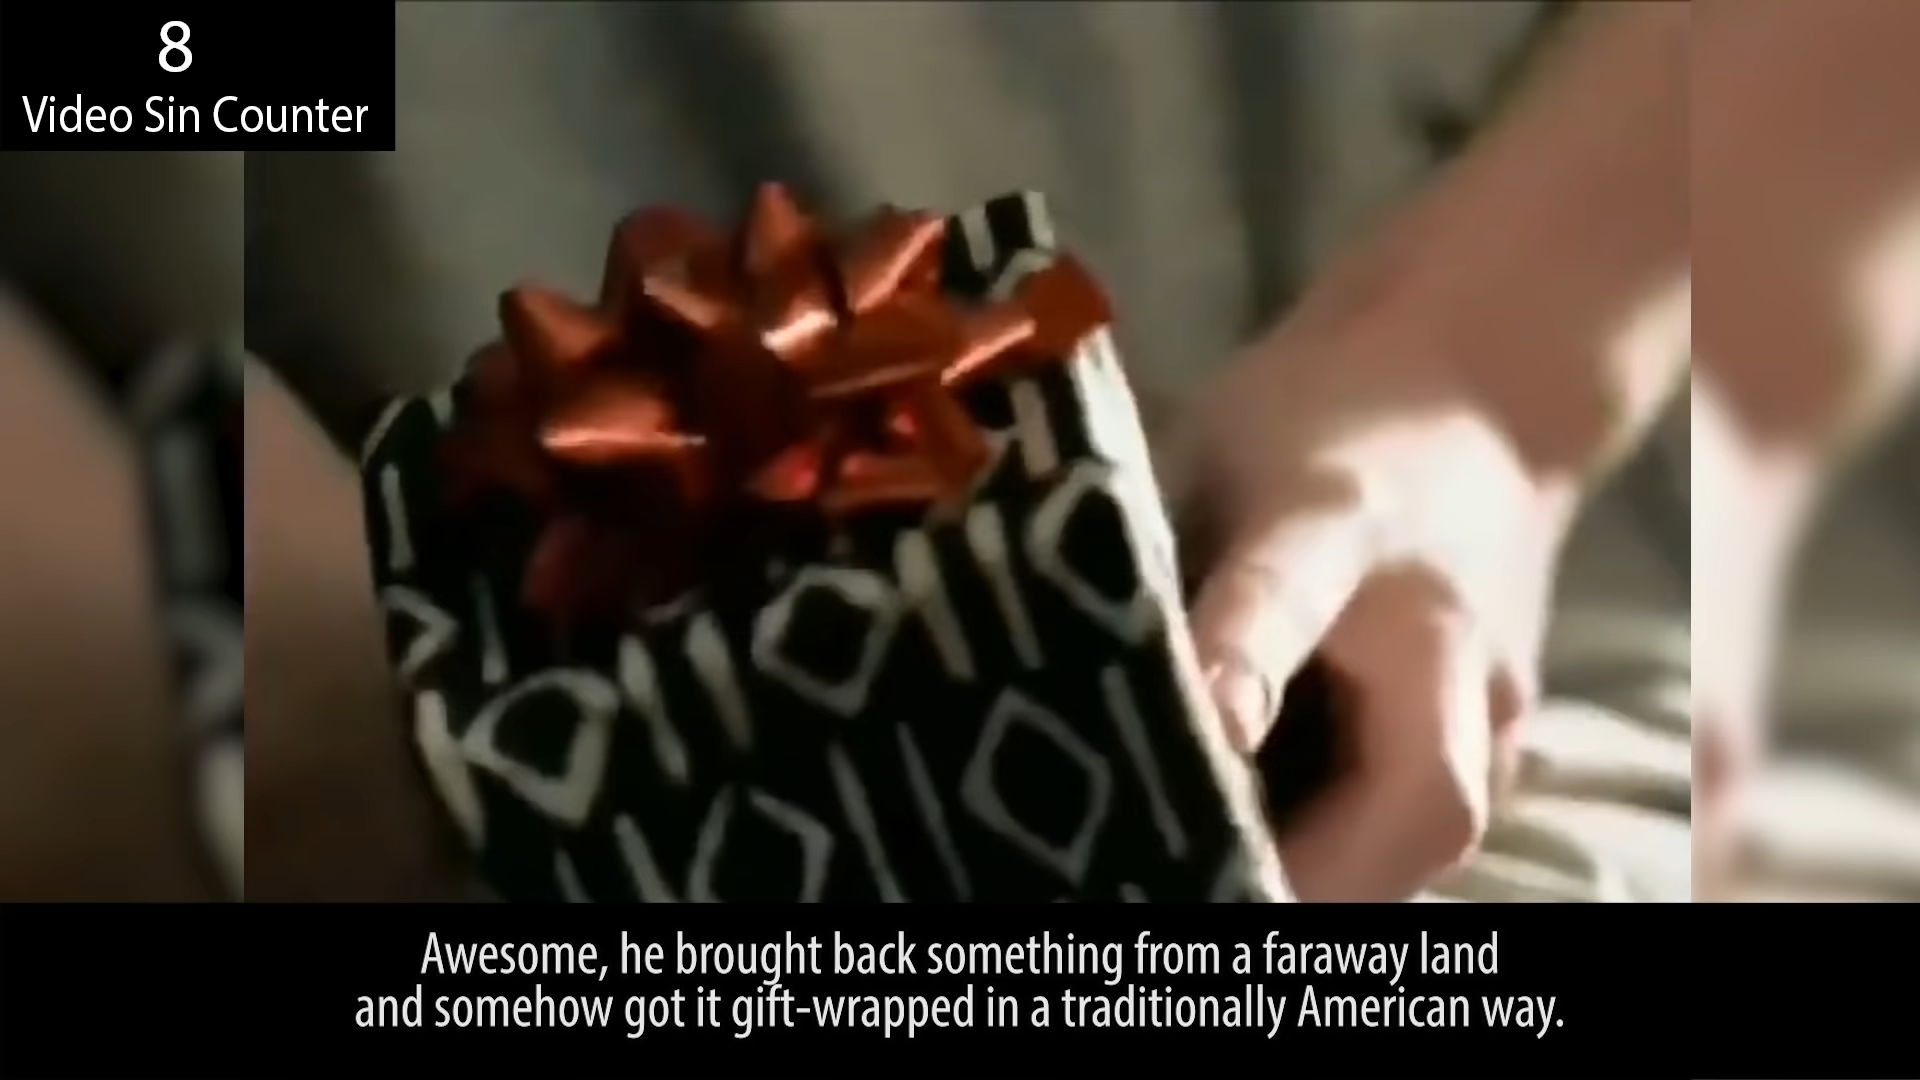 8
Video Sin Counter
Awesome, he brought back something from a faraway land
and somehow got it gift-wrapped in a traditionally American way.